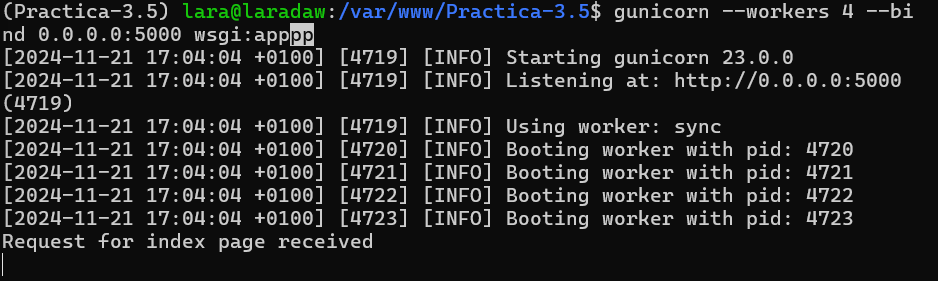 (Practica-3.5) lara@laradaw:/var/www/Practica-3.5$ gunicorn --workers 4 --bi
nd 0.0.0.0:5000 wsgi:apppp
[2024-11-21 17:04:04 +0100] [4719] [INFO] Starting gunicorn 23.0.0
[2024-11-21 17:04:04 +0100] [4719] [INFO] Listening at: http://0.0.0.0:5000
(4719)
[2024-11-21 17:04:04 +0100] [4719] [INFO] Using worker: sync
[2024-11-21 17:04:04 +0100] [4720] [INFO] Booting worker with pid: 4720
[2024-11-21 17:04:04 +0100] [4721] [INFO] Booting worker with pid: 4721
[2024-11-21 17:04:04 +0100] [4722] [INFO] Booting worker with pid: 4722
[2024-11-21 17:04:04 +0100] [4723] [INFO] Booting worker with pid: 4723
Request for index page received